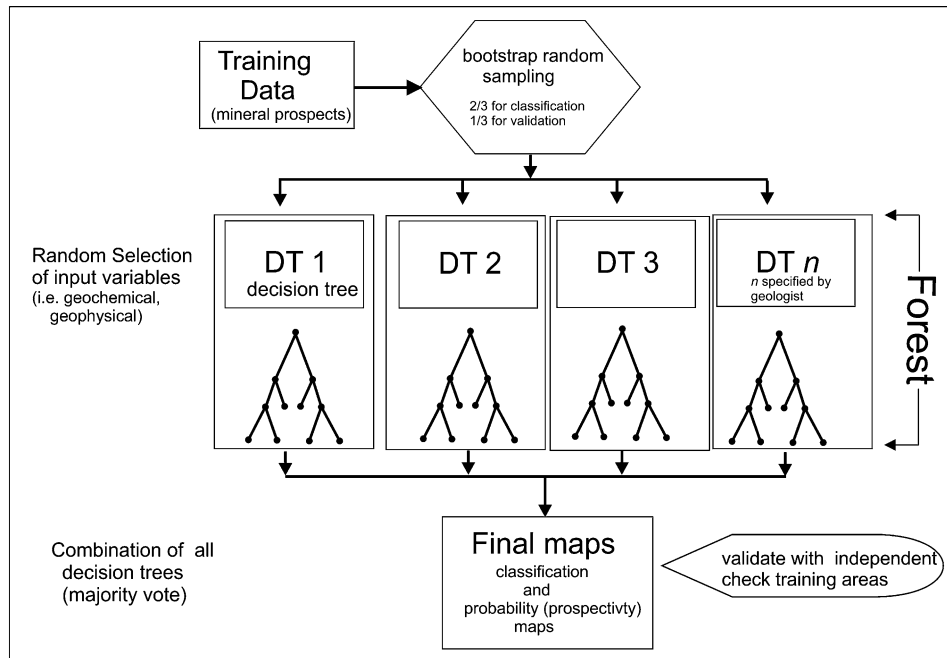 Training
Data
(mineral prospects)
bootstrap random
sampling
2/3 for classification
1/3 for validation
Random Selection
of input variables
(i.e. geochemical,
geophysical)
DT 1
decision tree
DT 2
DT 3
DT n
n specified by
geologist
Forest
Combination of all
decision trees
(majority vote)
Final maps
classification
and
probability (prospectivty)
maps
validate with independent
check training areas